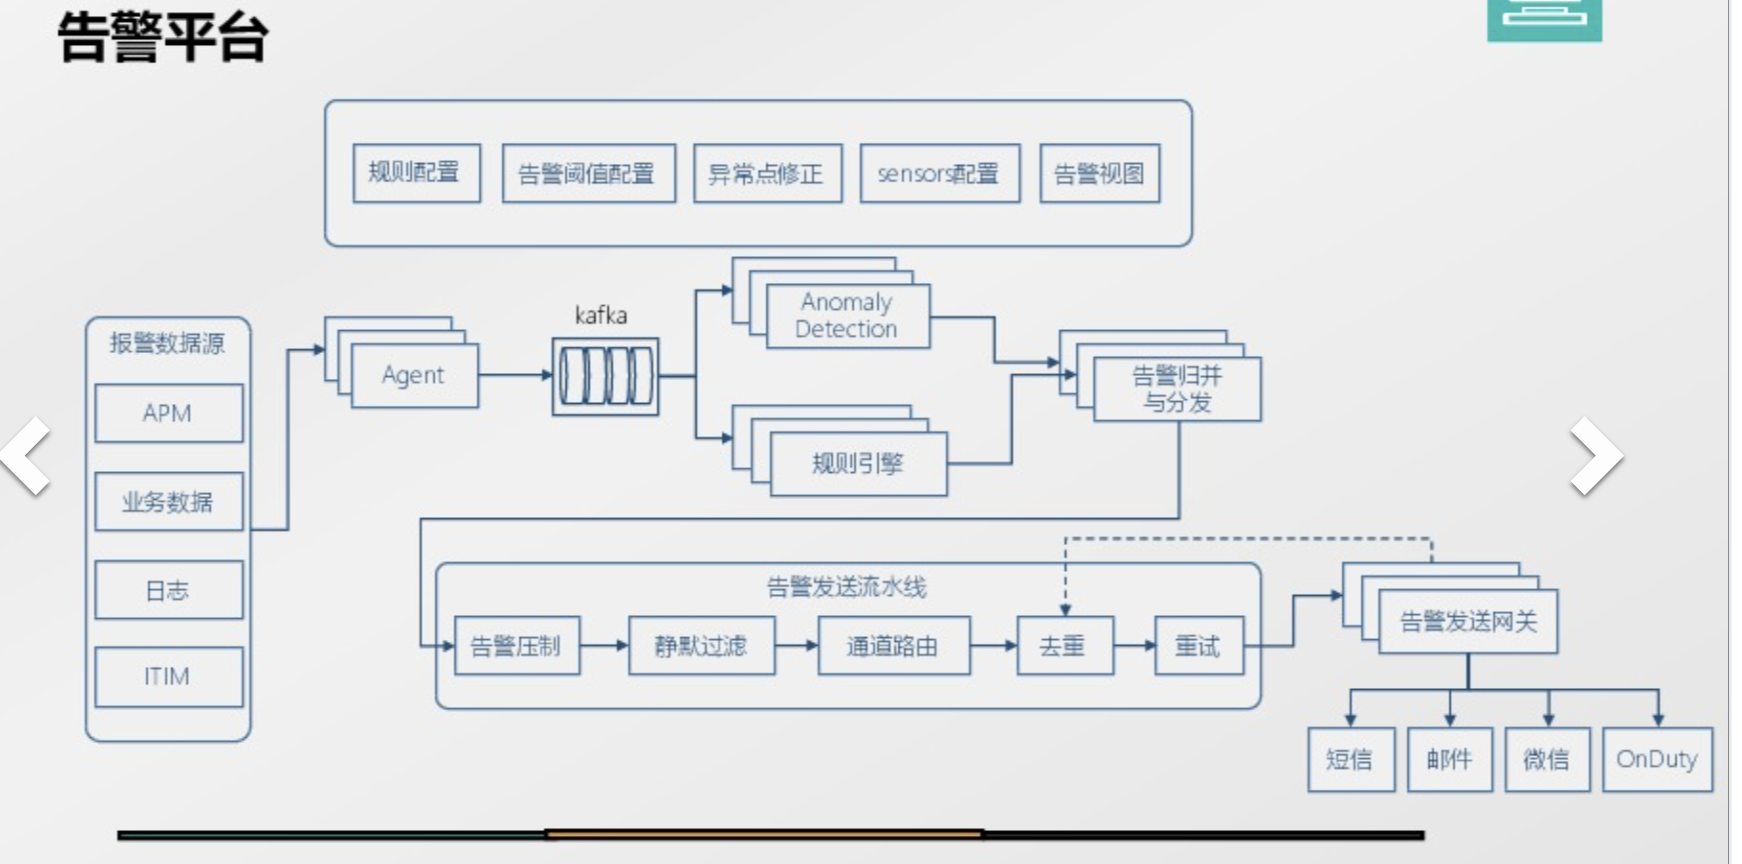 告警平台
规则配置
告警阈值配置
异常点修正
sensors配置
告警视图
报警数据源
APM
业务数据
日志
ITIM
Agent
kafka
Anomaly
Detection
规则引擎
告警归并
与分发
告警发送流水线
告警压制
静默过滤
通道路由
去重
重试
告警发送网关
短信
邮件
微信
OnDuty